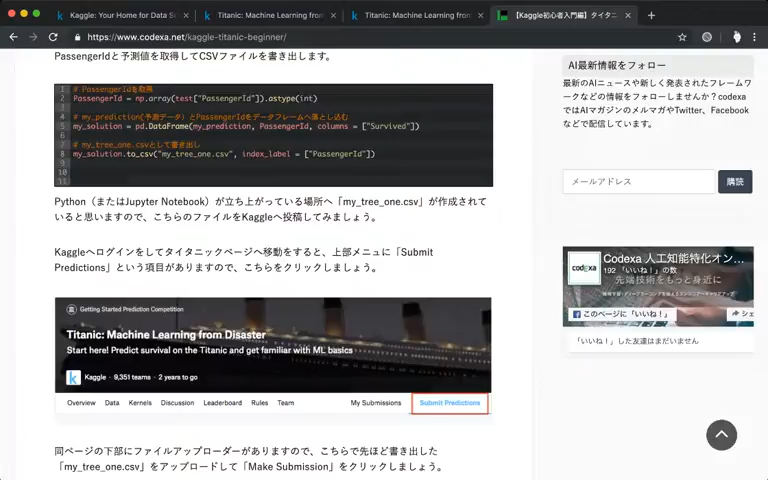 Kaggle: Your Home for Data S
Titanic: Machine Learning from
Titanic: Machine Learning from
【Kaggle初心者入門編】タイタニ
https://www.codexa.net/kaggle-titanic-beginner/
PassengerIdと予測値を取得してCSVファイルを書き出します。
1 # PassengerIdを取得
2 PassengerId = np.array(test["PassengerId"]).astype(int)
3
4 # my_prediction(予測データ）とPassengerIdをデータフレームへ落とし込む
5 my_solution = pd.DataFrame(my_prediction, PassengerId, columns = ["Survived"])
6
7 # my_tree_one.csvとして書き出し
8 my_solution.to_csv("my_tree_one.csv", index_label = ["PassengerId"])
9
10
11
Python（またはJupyter Notebook）が立ち上がっている場所へ「my_tree_one.csv」が作成されて
いると思いますので、こちらのファイルをKaggleへ投稿してみましょう。
Kaggleへログインをしてタイタニックページへ移動をすると、上部メニュに「Submit
Predictions」という項目がありますので、こちらをクリックしましょう。
Getting Started Prediction Competition
Titanic: Machine Learning from Disaster
Start here! Predict survival on the Titanic and get familiar with ML basics
Kaggle · 9,351 teams · 2 years to go
Overview Data Kernels Discussion Leaderboard Rules Team My Submissions Submit Predictions
同ページの下部にファイルアップローダーがありますので、こちらで先ほど書き出した
「my_tree_one.csv」をアップロードして「Make Submission」をクリックしましょう。
AI最新情報をフォロー
最新のAIニュースや新しく発表されたフレームワ
ークなどの情報をフォローしませんか？codexa
ではAIマガジンのメルマガやTwitter、Facebook
などで配信しています。
メールアドレス 購読
codexa
Codexa 人工知能特化オン...
192 「いいね！」の数
先端技術をもっと身近に
このページに「いいね！」 シェ
「いいね！」した友達はまだいません